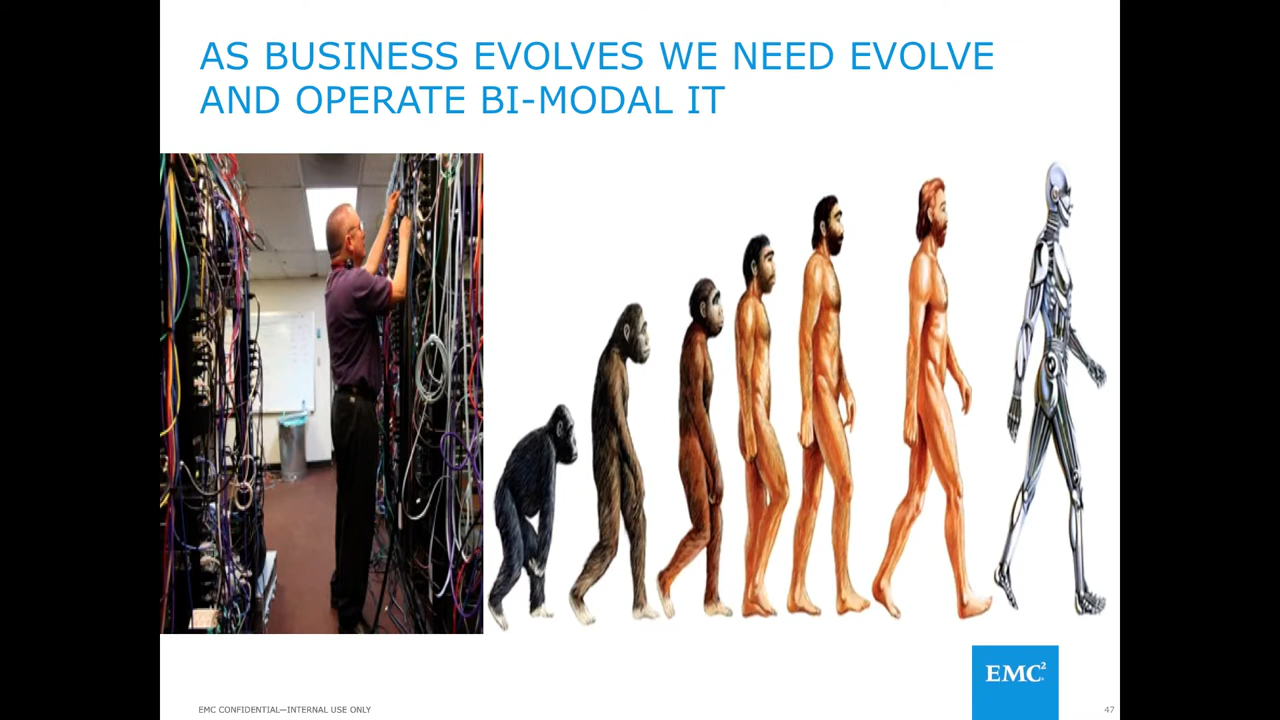 AS BUSINESS EVOLVES WE NEED EVOLVE
AND OPERATE BI-MODAL IT
EMC²
EMC CONFIDENTIAL—INTERNAL USE ONLY
47